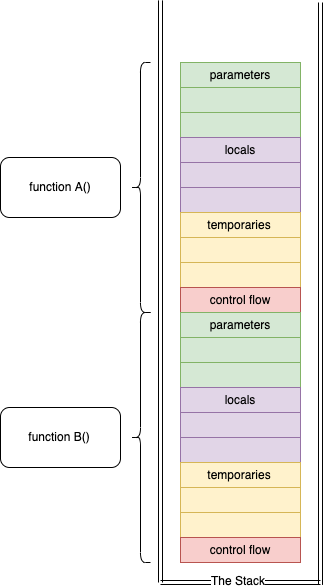 parameters
locals
function A()
temporaries
control flow
parameters
locals
function B()
temporaries
control flow
The Stack